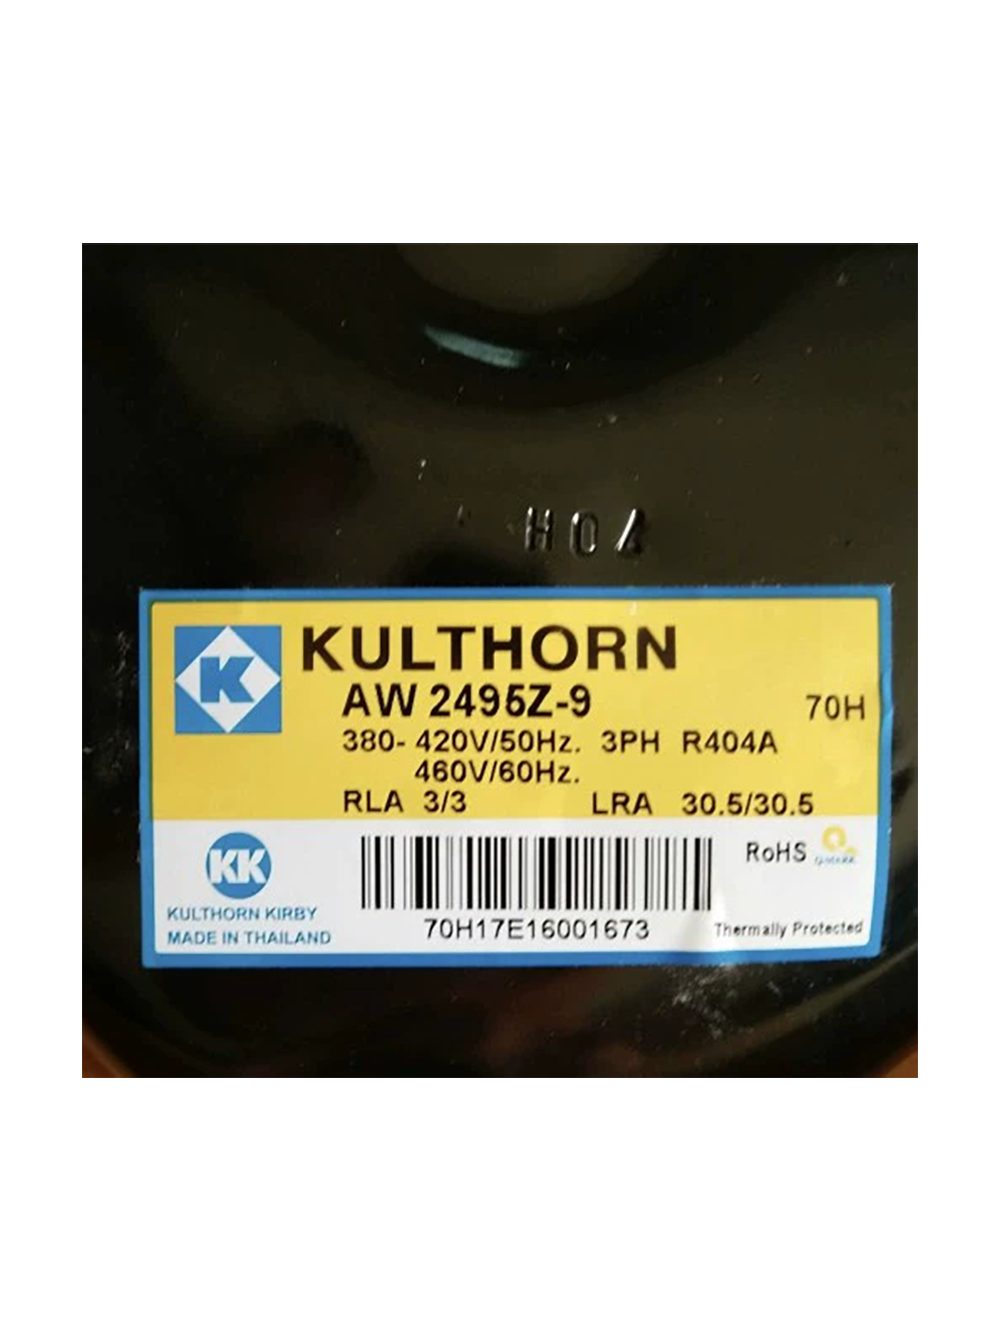 H04
K
KULTHORN
AW 2495Z-9
70H
380- 420V/50Hz. 3PH R404A
460V/60Hz.
RLA 3/3 LRA 30.5/30.5
KK
KULTHORN KIRBY
MADE IN THAILAND
70H17E16001673
RoHS
Q-MARK
Thermally Protected